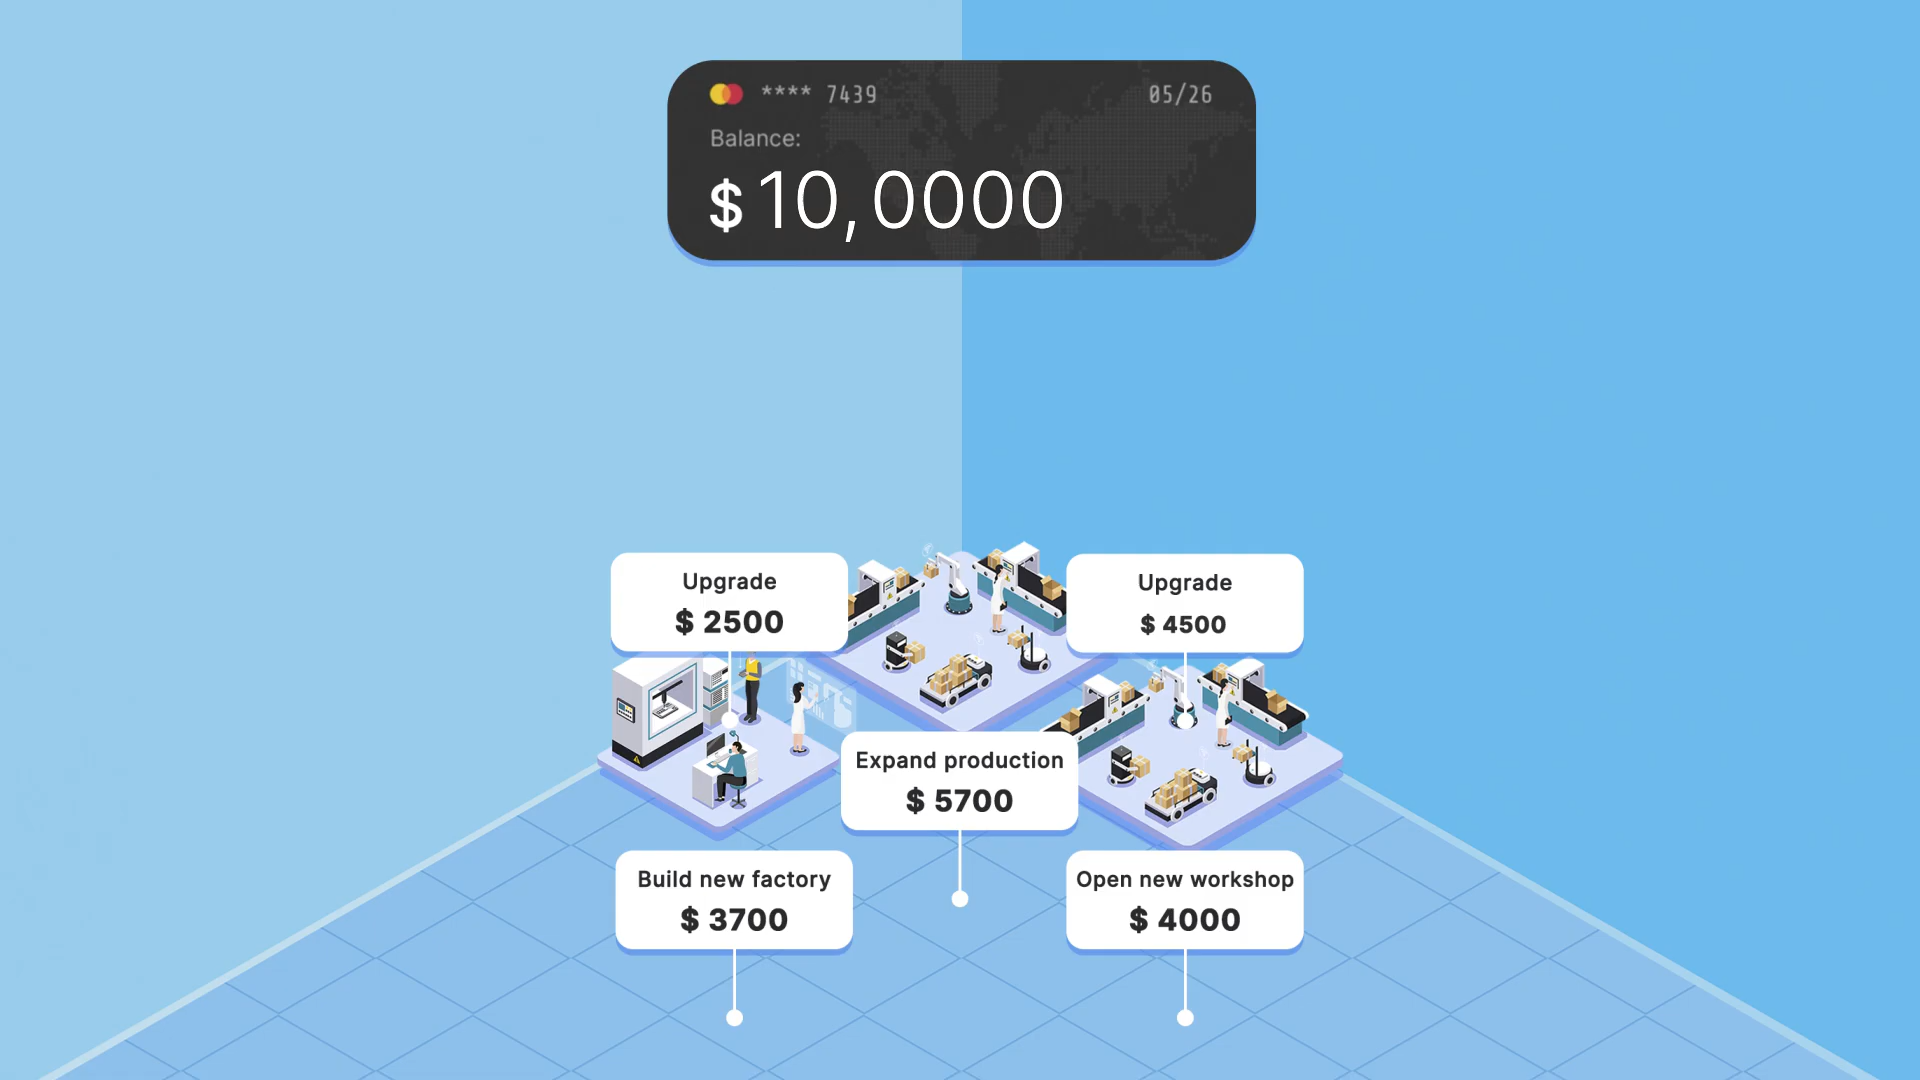 **** 7439 05/26
Balance:
$ 10,0000
Upgrade
$ 2500
Upgrade
$ 4500
Expand production
$ 5700
Build new factory
$ 3700
Open new workshop
$ 4000